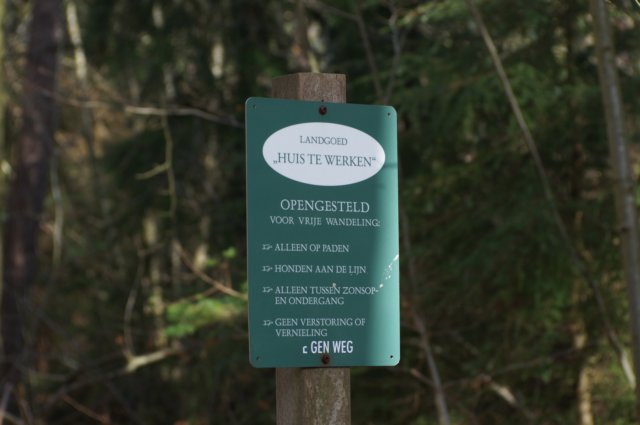 LANDGOED
„HUIS TE WERKEN"
OPENGESTELD
VOOR VRIJE WANDELING:
ALLEEN OP PADEN
HONDEN AAN DE LIJN
ALLEEN TUSSEN ZONSOP-
EN ONDERGANG
GEEN VERSTORING OF
VERNIELING
GEN WEG